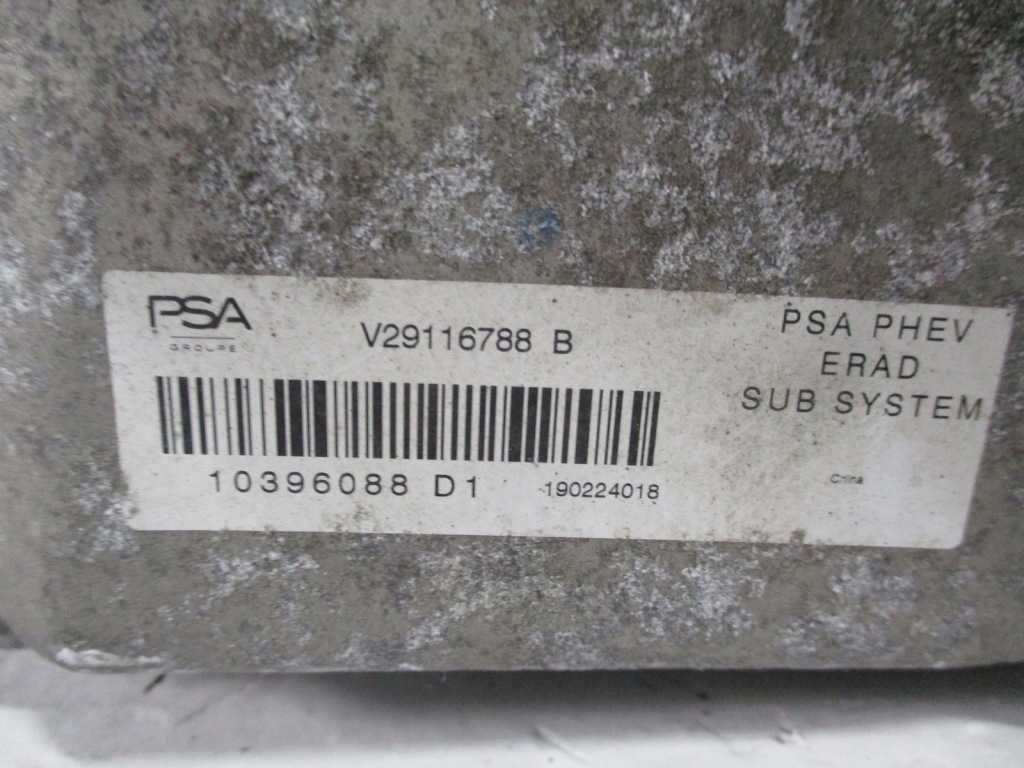 PSA
GROUPE
V29116788 B
PSA PHEV
ERAD
SUB SYSTEM
10396088 D1
190224018
China